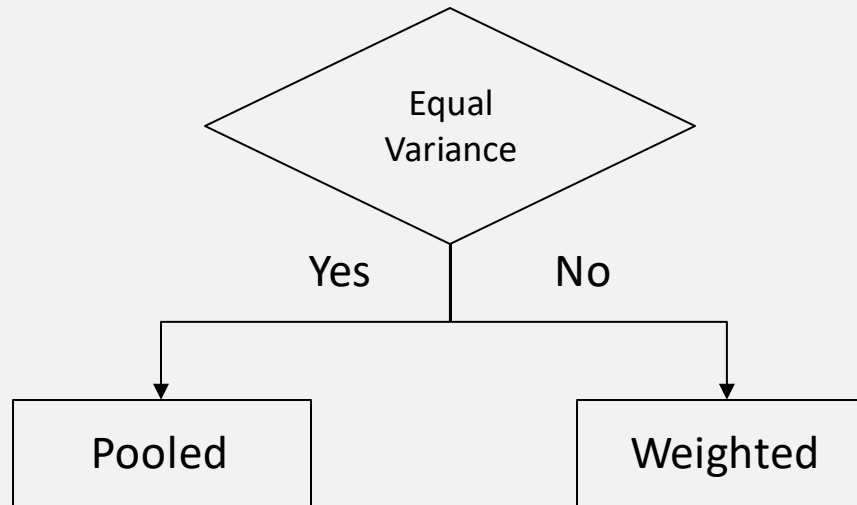 Equal
Variance
Yes
No
Pooled
Weighted